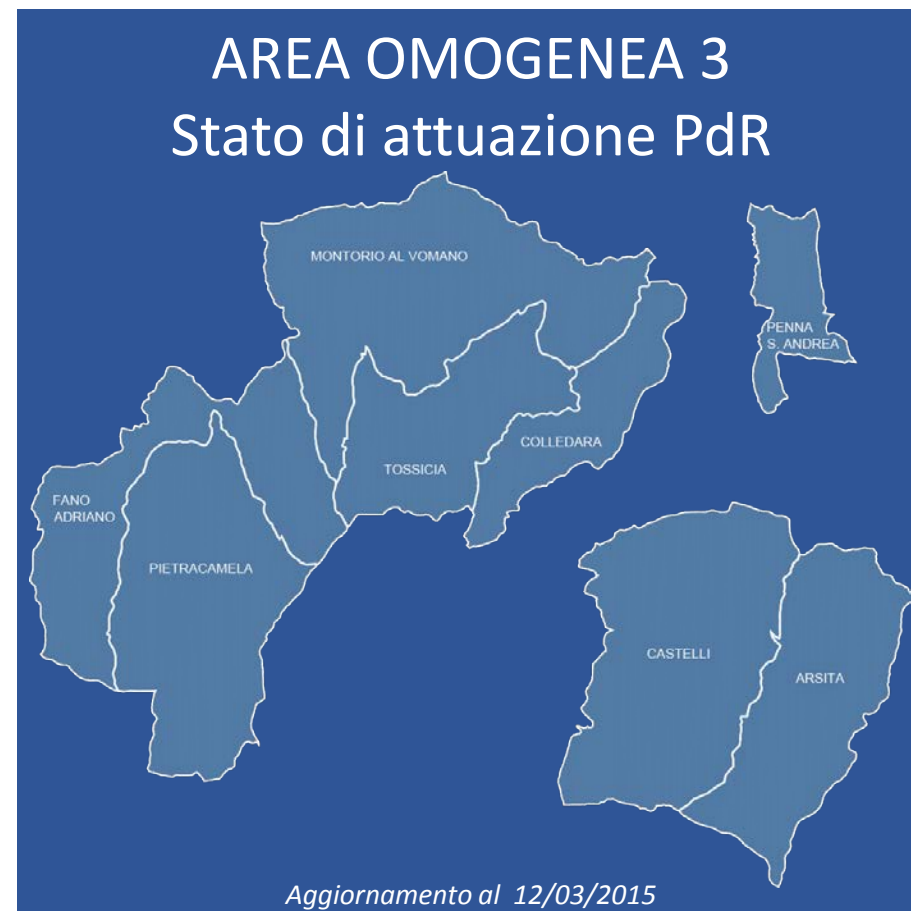 AREA OMOGENEA 3
Stato di attuazione PdR
MONTORIO AL VOMANO
PENNA
S. ANDREA
COLLEDARA
TOSSICIA
FANO
ADRIANO
PIETRACAMELA
CASTELLI
ARSITA
Aggiornamento al 12/03/2015